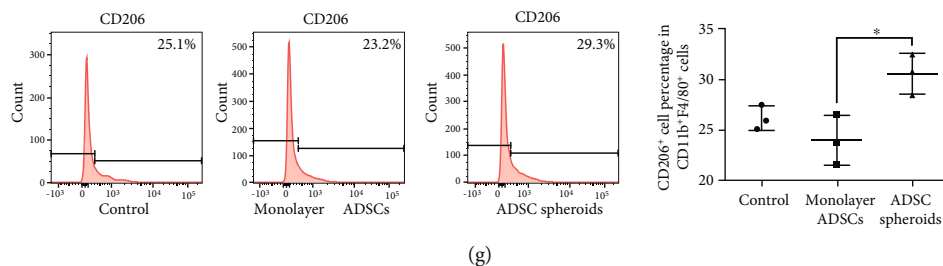 CD206
25.1%
Count
300
200
100
0
-10³ 0 10³ 10⁴ 10⁵
Control
CD206
23.2%
Count
500
400
300
200
100
0
-10³ 0 10³ 10⁴ 10⁵
Monolayer ADSCs
CD206
29.3%
Count
500
400
300
200
100
0
-10³ 0 10³ 10⁴ 10⁵
ADSC spheroids
CD206⁺ cell percentage in
CD11b⁺F4/80⁺ cells
35
30
25
20
*
Control
Monolayer
ADSCs
ADSC
spheroids
(g)